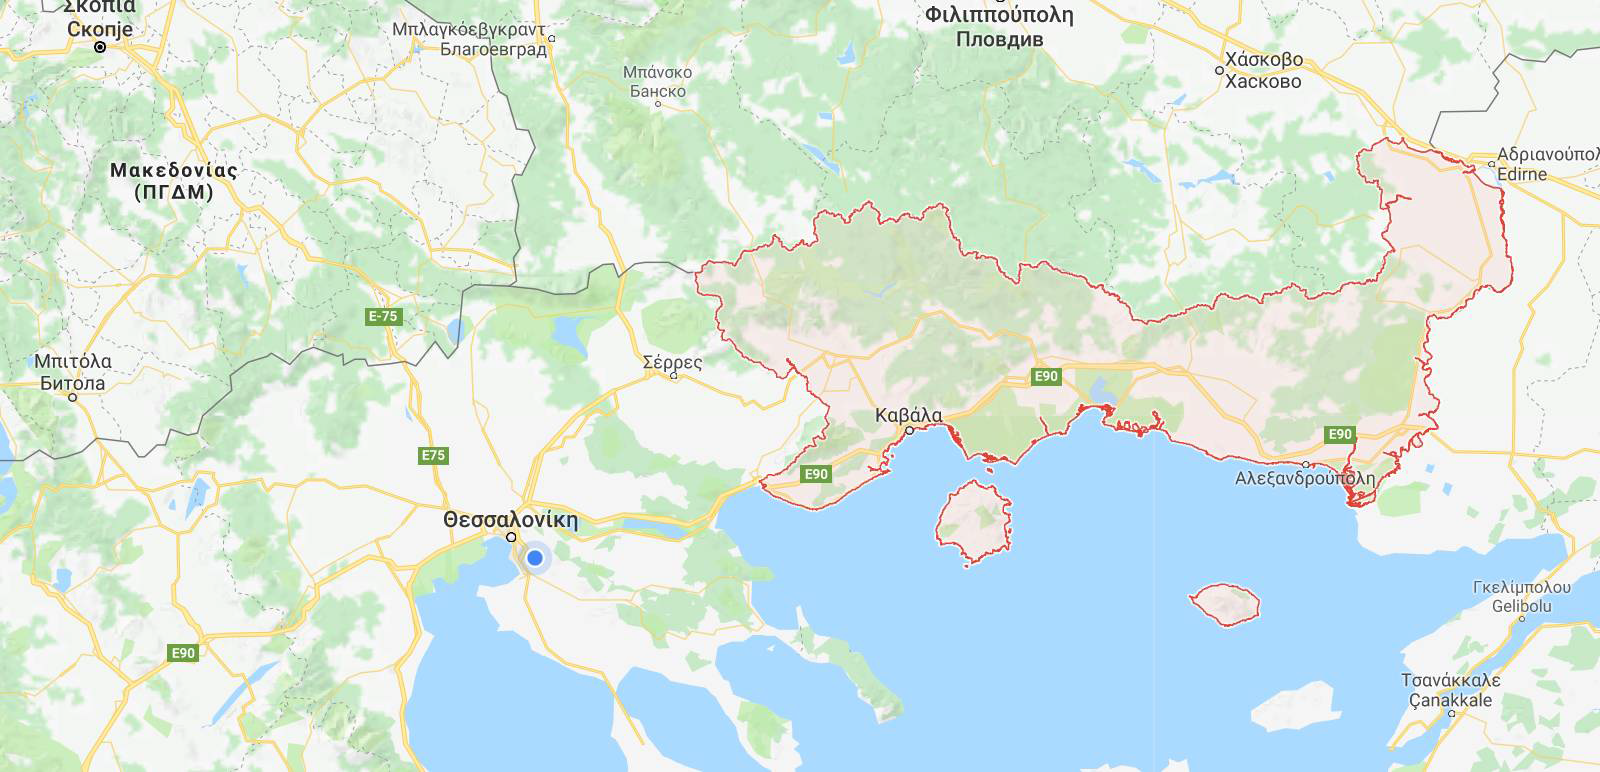 Σκόπια
Скопје
Μπλαγκόεβγκραντ
Благоевград
Φιλιππούπολη
Пловдив
Μπάνσκο
Банско
Χάσκοβο
Хасково
Αδριανούπολ
Edirne
Μακεδονίας
(ΠΓΔΜ)
E-75
Μπιτόλα
Битола
Σέρρες
E90
Καβάλα
E90
E75
E90
Αλεξανδρούπολη
Θεσσαλονίκη
Γκελίμπολου
Gelibolu
E90
Τσανάκκαλε
Çanakkale